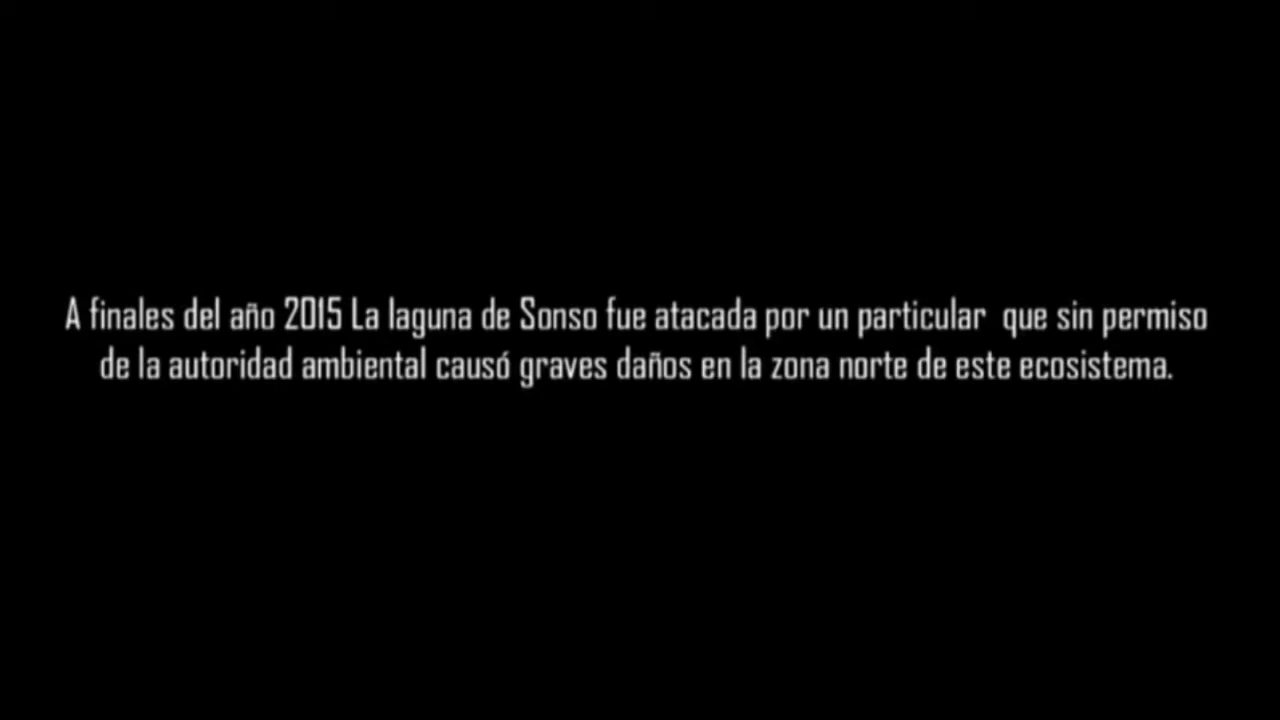 A finales del año 2015 La laguna de Sonso fue atacada por un particular que sin permiso
de la autoridad ambiental causó graves daños en la zona norte de este ecosistema.